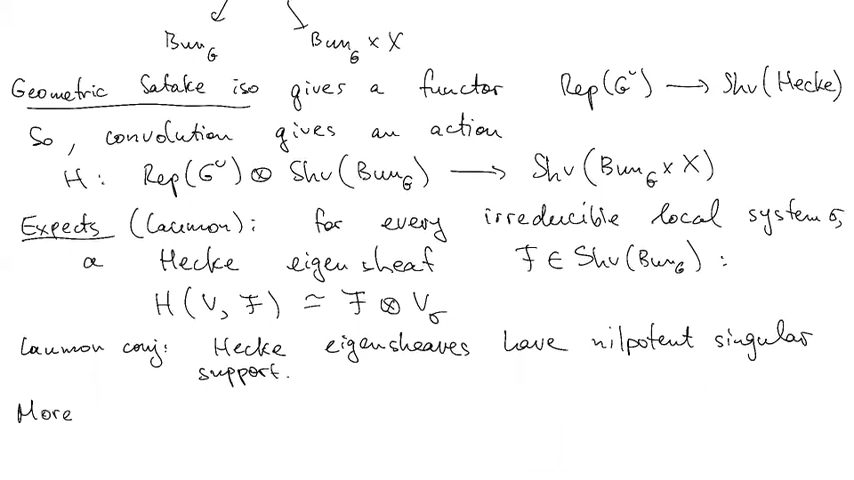 Bun_G Bun_G × X
Geometric Satake iso gives a functor Rep(G^∨) → Shv(Hecke)
So, convolution gives an action
H: Rep(G^∨) ⊗ Shv(Bun_G) → Shv(Bun_G × X)
Expects (Laumon): for every irreducible local system σ,
a Hecke eigensheaf F ∈ Shv(Bun_G):
H(V, F) ≃ F ⊗ V_σ
Laumon conj: Hecke eigensheaves have nilpotent singular
support.
More